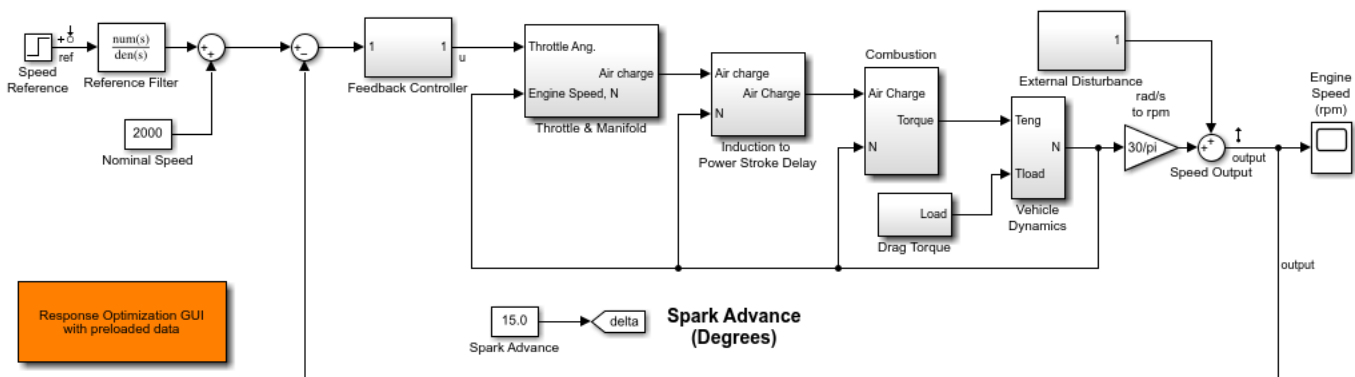 ref
Speed
Reference
num(s)
den(s)
Reference Filter
2000
Nominal Speed
1
1
Feedback Controller
u
Throttle Ang.
Air charge
Engine Speed, N
Throttle & Manifold
Air charge
Air Charge
N
Induction to
Power Stroke Delay
Combustion
Air Charge
Torque
N
Load
Drag Torque
Teng
N
Tload
Vehicle
Dynamics
1
External Disturbance
rad/s
to rpm
30/pi
Speed Output
output
Engine
Speed
(rpm)
output
Response Optimization GUI
with preloaded data
15.0
Spark Advance
delta
Spark Advance
(Degrees)